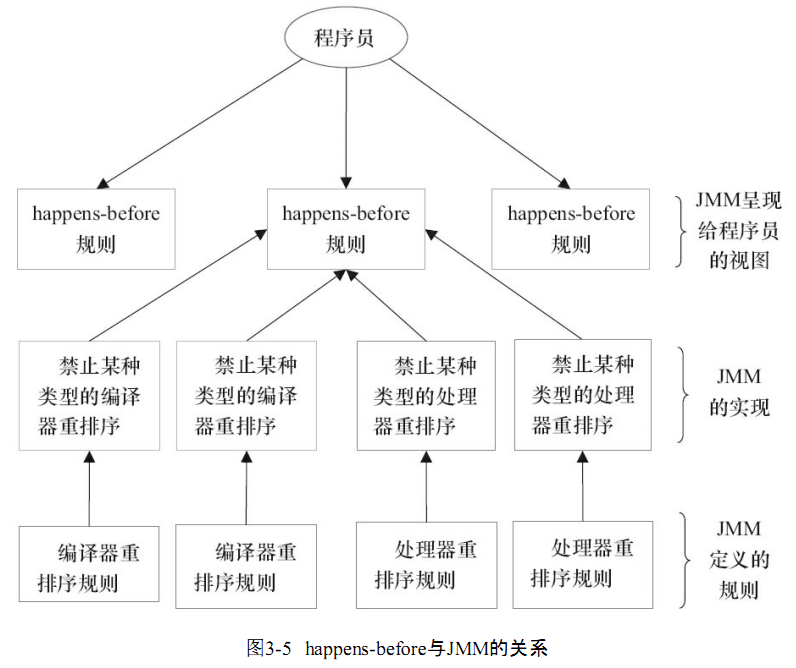 程序员
happens-before
规则
happens-before
规则
happens-before
规则
JMM呈现
给程序员
的视图
禁止某种
类型的编译
器重排序
禁止某种
类型的编译
器重排序
禁止某种
类型的处理
器重排序
禁止某种
类型的处理
器重排序
JMM
的实现
编译器重
排序规则
编译器重
排序规则
处理器重
排序规则
处理器重
排序规则
JMM
定义的
规则
图3-5 happens-before与JMM的关系